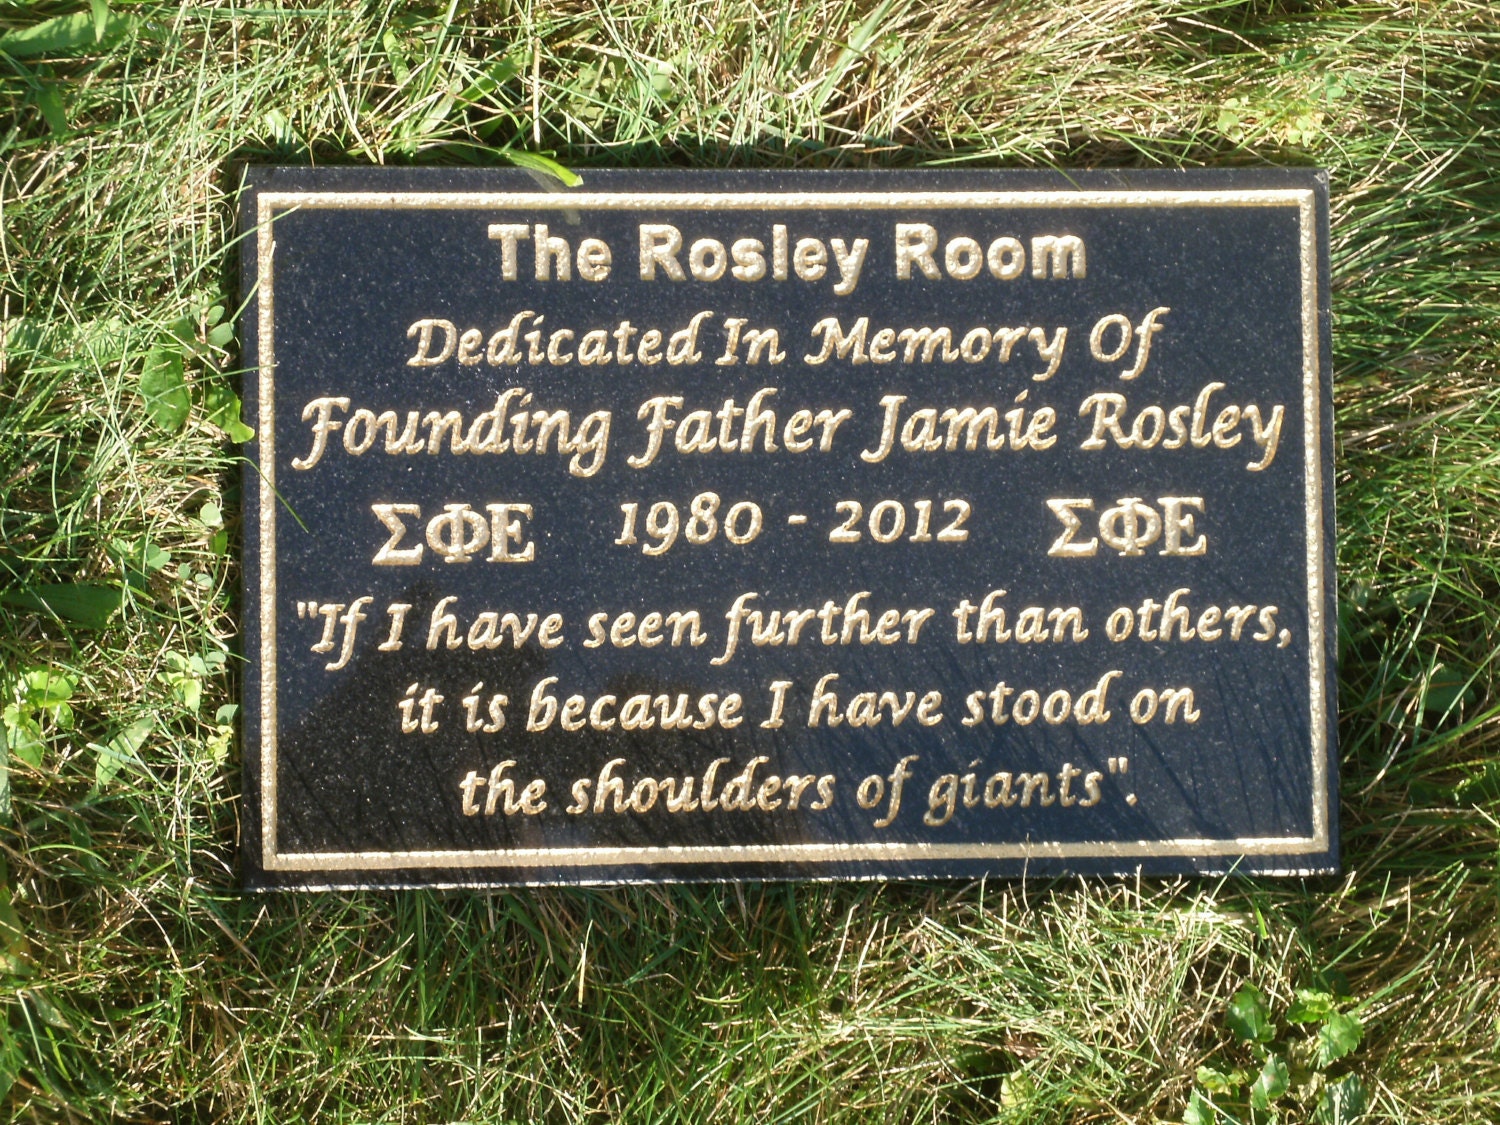 The Rosley Room
Dedicated In Memory Of
Founding Father Jamie Rosley
ΣΦΕ 1980 - 2012 ΣΦΕ
"If I have seen further than others,
it is because I have stood on
the shoulders of giants".